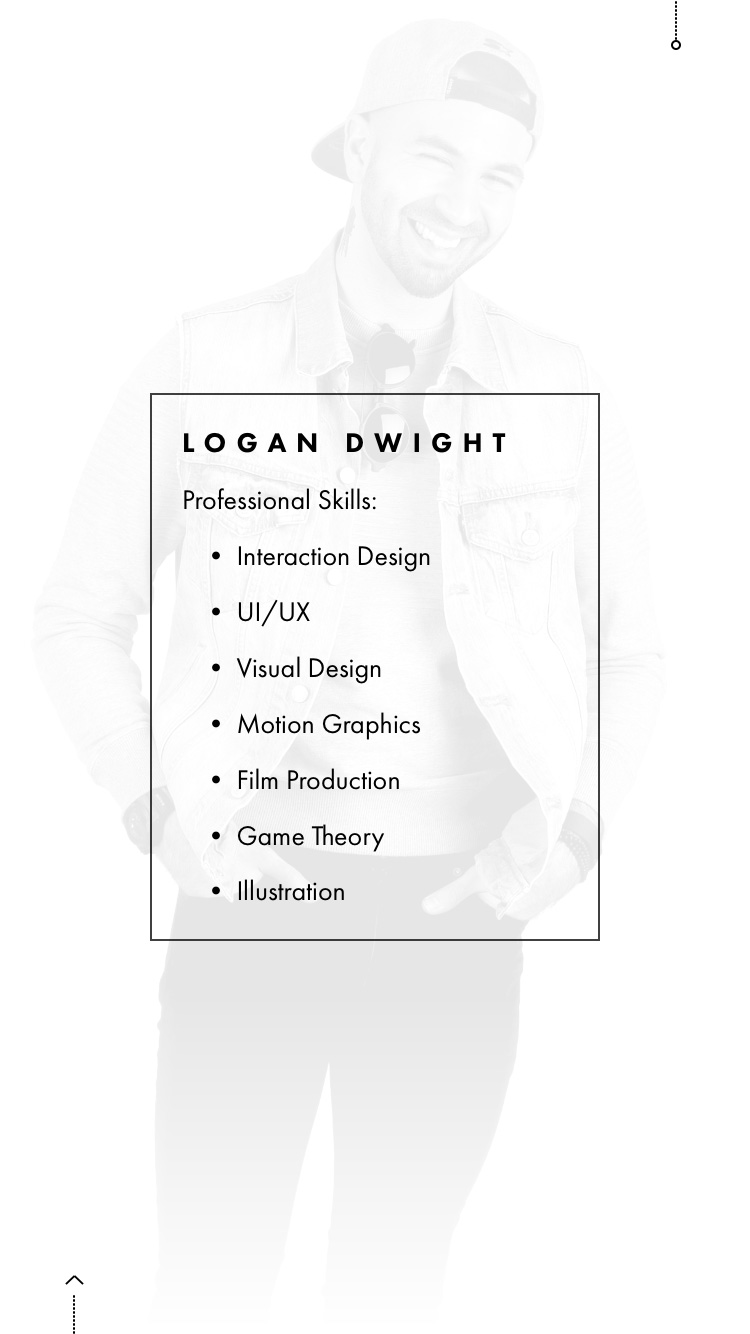 LOGAN DWIGHT
Professional Skills:
• Interaction Design
• UI/UX
• Visual Design
• Motion Graphics
• Film Production
• Game Theory
• Illustration